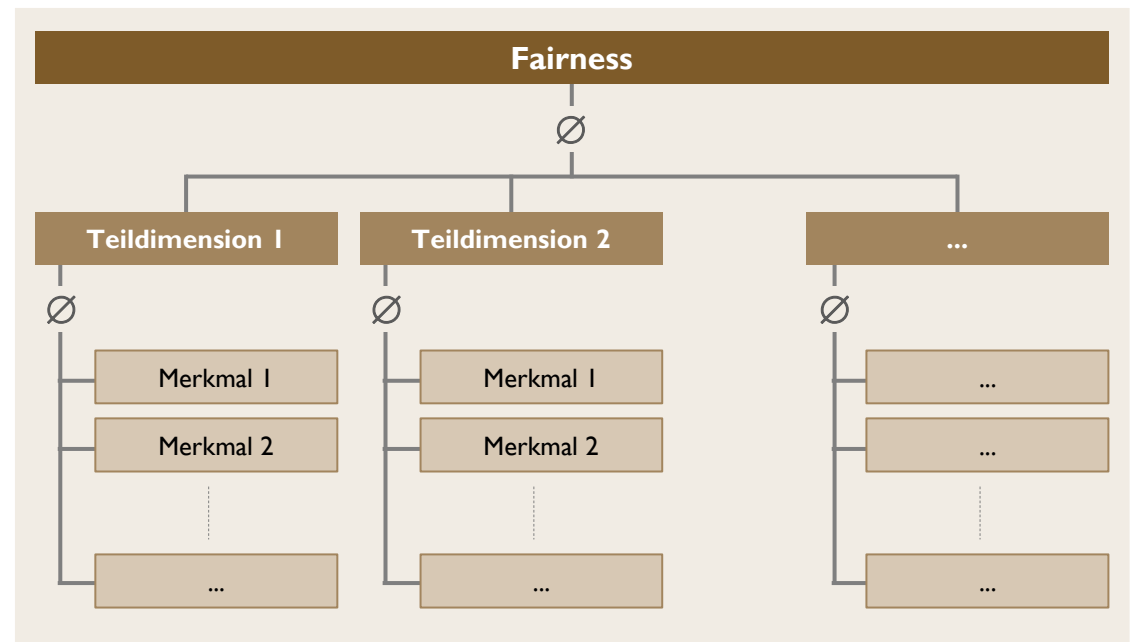 Fairness
∅
Teildimension 1
Teildimension 2
...
∅
∅
∅
Merkmal 1
Merkmal 1
...
Merkmal 2
Merkmal 2
...
...
...
...